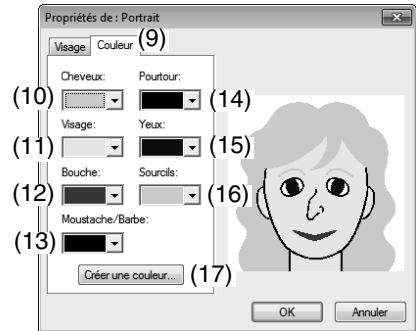 Propriétés de : Portrait
Visage Couleur (9)
Cheveux: Pourtour:
(10) (14)
Visage: Yeux:
(11) (15)
Bouche: Sourcils:
(12) (16)
Moustache/Barbe:
(13)
Créer une couleur... (17)
OK Annuler